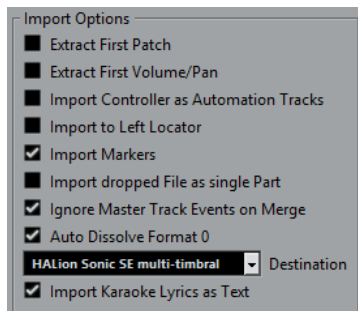 Import Options
Extract First Patch
Extract First Volume/Pan
Import Controller as Automation Tracks
Import to Left Locator
Import Markers
Import dropped File as single Part
Ignore Master Track Events on Merge
Auto Dissolve Format 0
HALion Sonic SE multi-timbral Destination
Import Karaoke Lyrics as Text